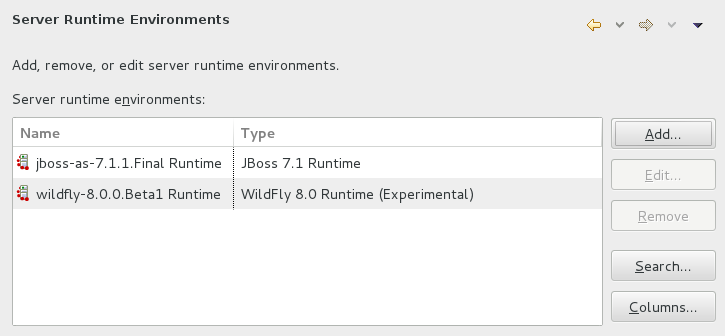 Server Runtime Environments
Add, remove, or edit server runtime environments.
Server runtime environments:
Name Type
jboss-as-7.1.1.Final Runtime JBoss 7.1 Runtime
wildfly-8.0.0.Beta1 Runtime WildFly 8.0 Runtime (Experimental)
Add...
Edit...
Remove
Search...
Columns...